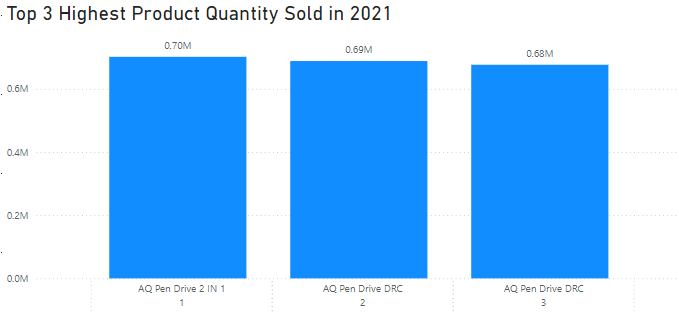 Top 3 Highest Product Quantity Sold in 2021
0.70M
0.69M
0.68M
0.6M
0.4M
0.2M
0.0M
AQ Pen Drive 2 IN 1
AQ Pen Drive DRC
AQ Pen Drive DRC
1
2
3